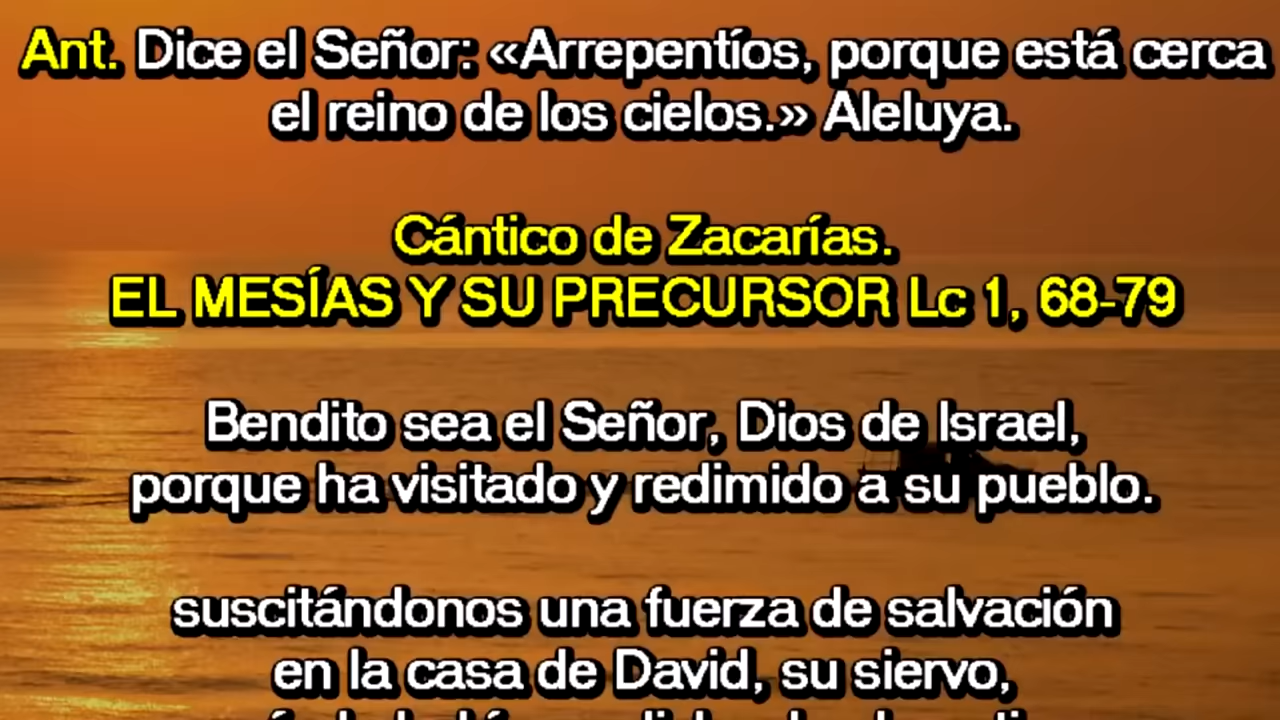 Ant. Dice el Señor: «Arrepentíos, porque está cerca
el reino de los cielos.» Aleluya.
Cántico de Zacarías.
EL MESÍAS Y SU PRECURSOR Lc 1, 68-79
Bendito sea el Señor, Dios de Israel,
porque ha visitado y redimido a su pueblo.
suscitándonos una fuerza de salvación
en la casa de David, su siervo,